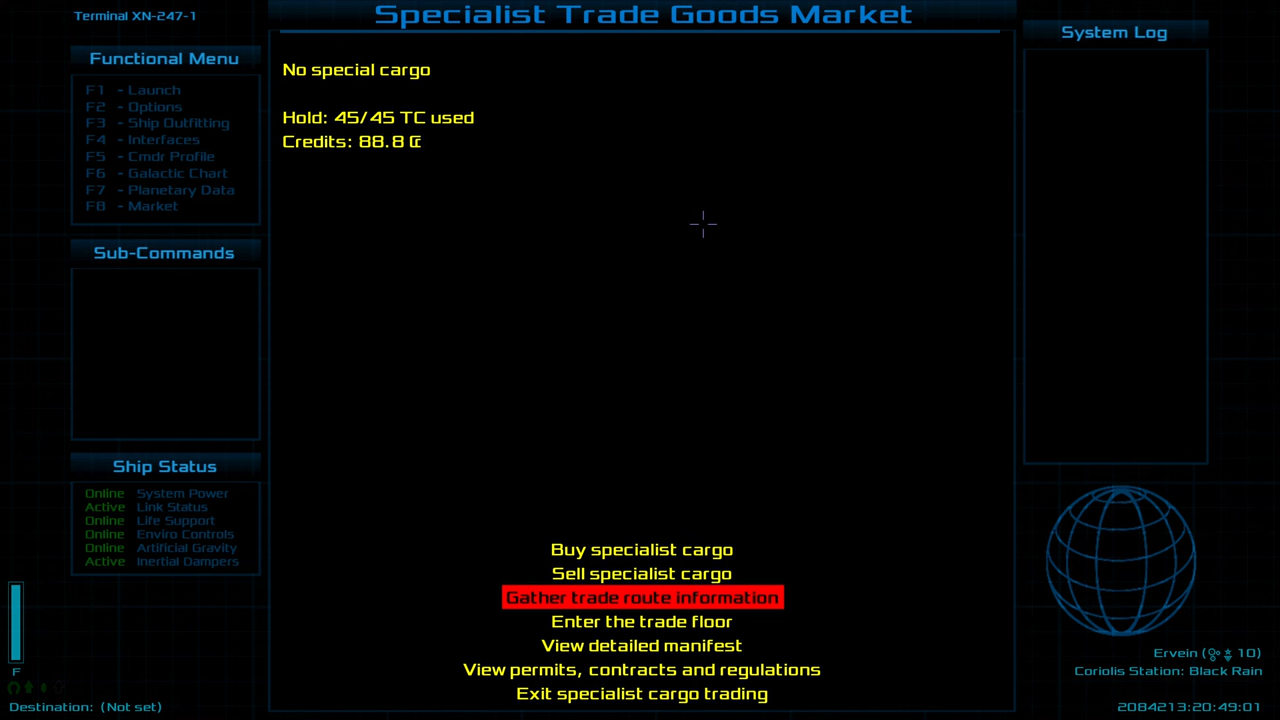 Terminal XN-247-1
Specialist Trade Goods Market
System Log
Functional Menu
F1 - Launch
F2 - Options
F3 - Ship Outfitting
F4 - Interfaces
F5 - Cmdr Profile
F6 - Galactic Chart
F7 - Planetary Data
F8 - Market
Sub-Commands
Ship Status
Online System Power
Active Link Status
Online Life Support
Online Enviro Controls
Online Artificial Gravity
Active Inertial Dampers
F
Destination: (Not set)
No special cargo
Hold: 45/45 TC used
Credits: 88.8 ₢
Buy specialist cargo
Sell specialist cargo
Gather trade route information
Enter the trade floor
View detailed manifest
View permits, contracts and regulations
Exit specialist cargo trading
Ervein (10)
Coriolis Station: Black Rain
2084213:20:49:01